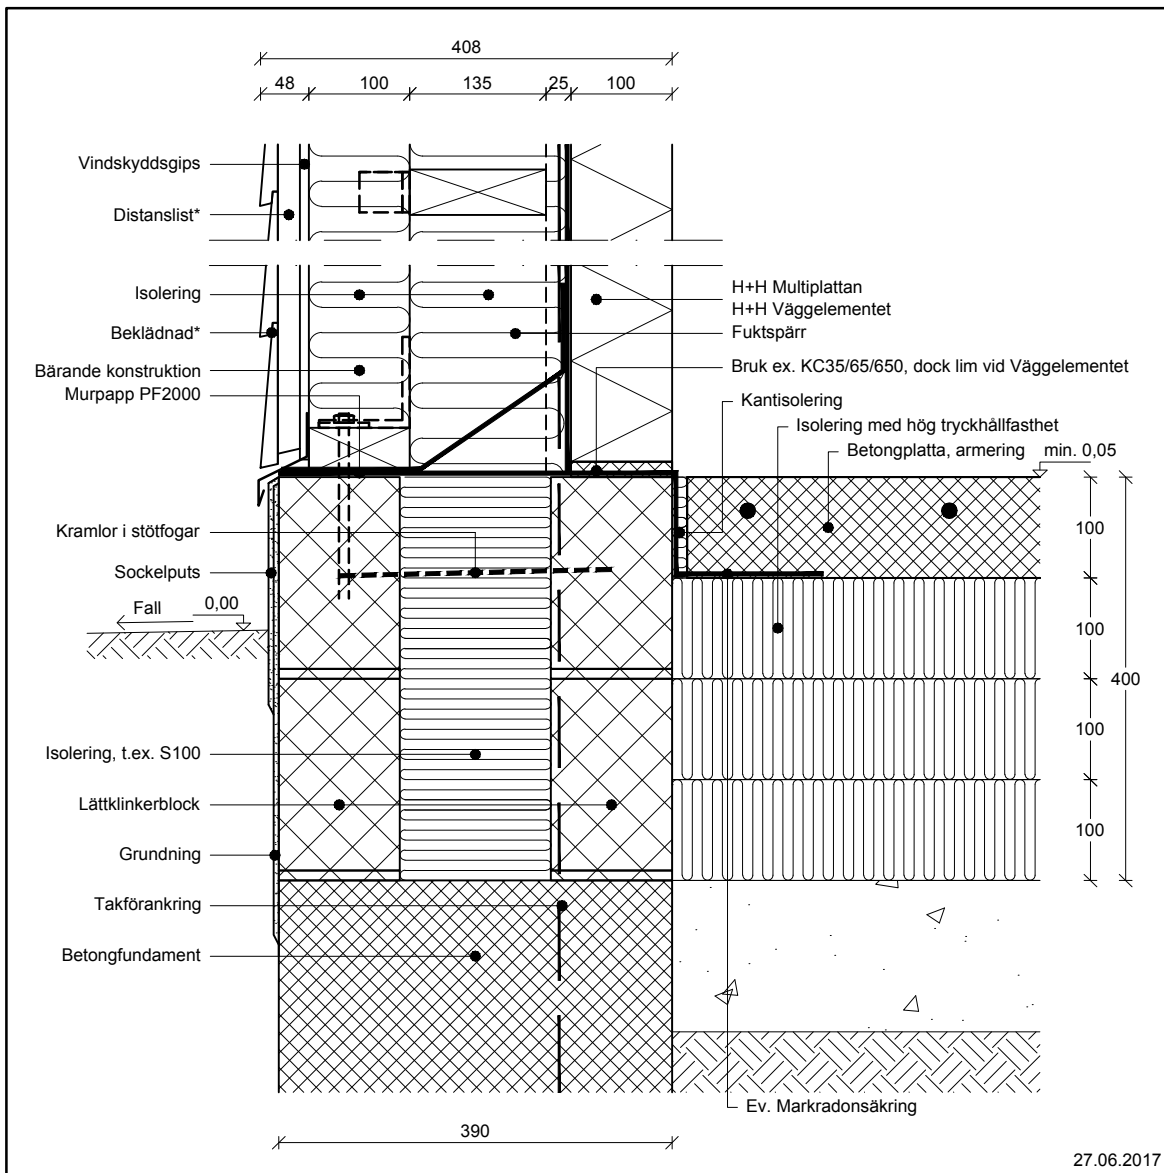 408
48 100 135 25 100
Vindskyddsgips
Distanslist*
Isolering
Beklädnad*
Bärande konstruktion
Murpapp PF2000
H+H Multiplattan
H+H Väggelementet
Fuktspärr
Bruk ex. KC35/65/650, dock lim vid Väggelementet
Kantisolering
Isolering med hög tryckhållfasthet
Betongplatta, armering
min. 0,05
Kramlor i stötfogar
Sockelputs
Fall 0,00
100
100
100
100
400
Isolering, t.ex. S100
Lättklinkerblock
Grundning
Takförankring
Betongfundament
Ev. Markradonsäkring
390
27.06.2017